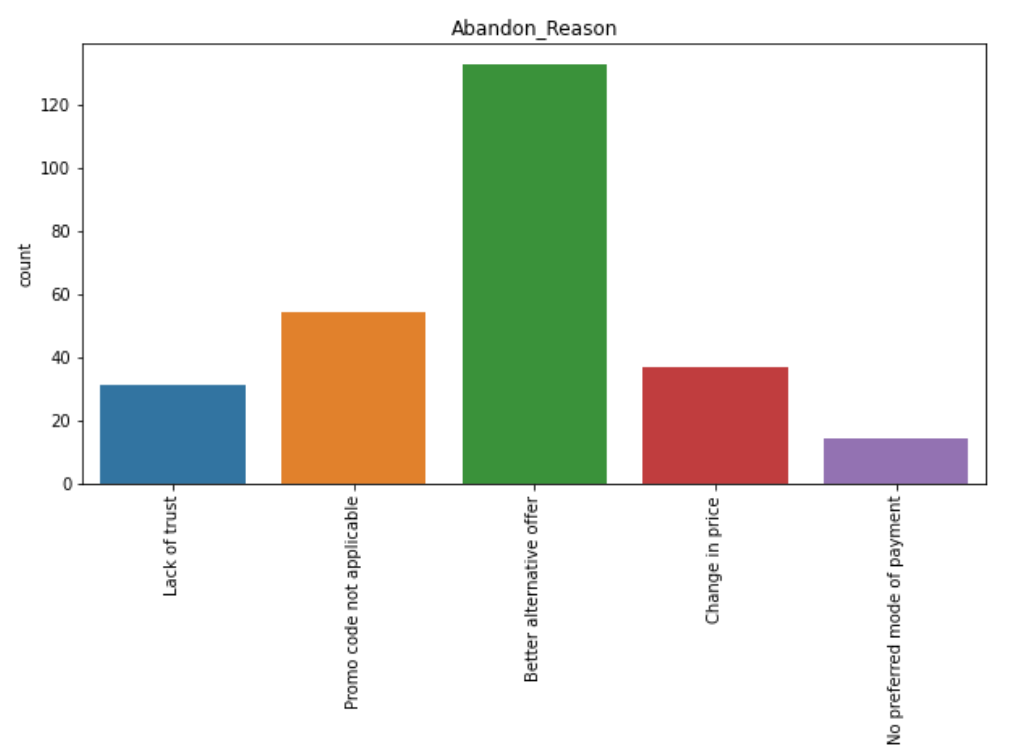 Abandon_Reason
120
100
80
60
40
20
0
count
Lack of trust
Promo code not applicable
Better alternative offer
Change in price
No preferred mode of payment